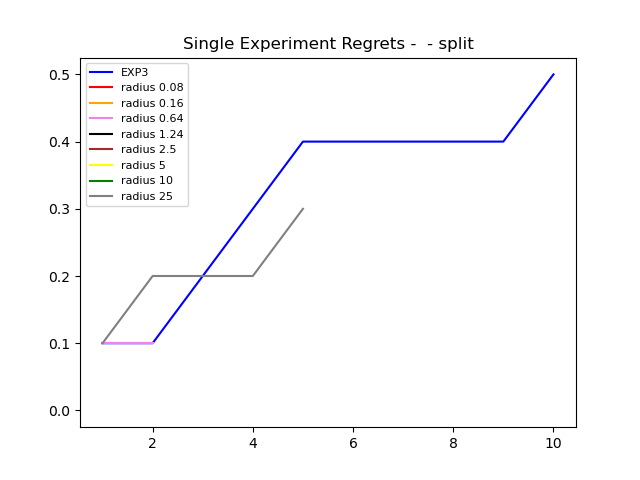 Single Experiment Regrets -  - split
EXP3
radius 0.08
radius 0.16
radius 0.64
radius 1.24
radius 2.5
radius 5
radius 10
radius 25
0.5
0.4
0.3
0.2
0.1
0.0
2 4 6 8 10